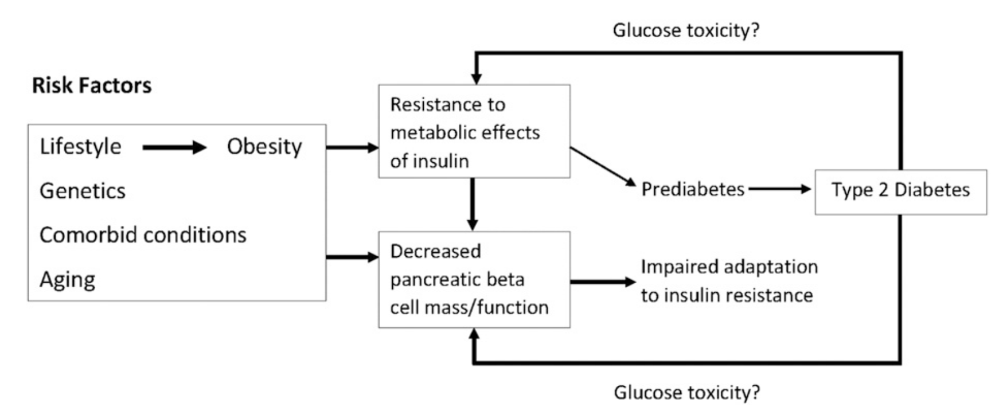 Glucose toxicity?
Risk Factors
Lifestyle
Obesity
Genetics
Comorbid conditions
Aging
Resistance to
metabolic effects
of insulin
Decreased
pancreatic beta
cell mass/function
Prediabetes
Type 2 Diabetes
Impaired adaptation
to insulin resistance
Glucose toxicity?